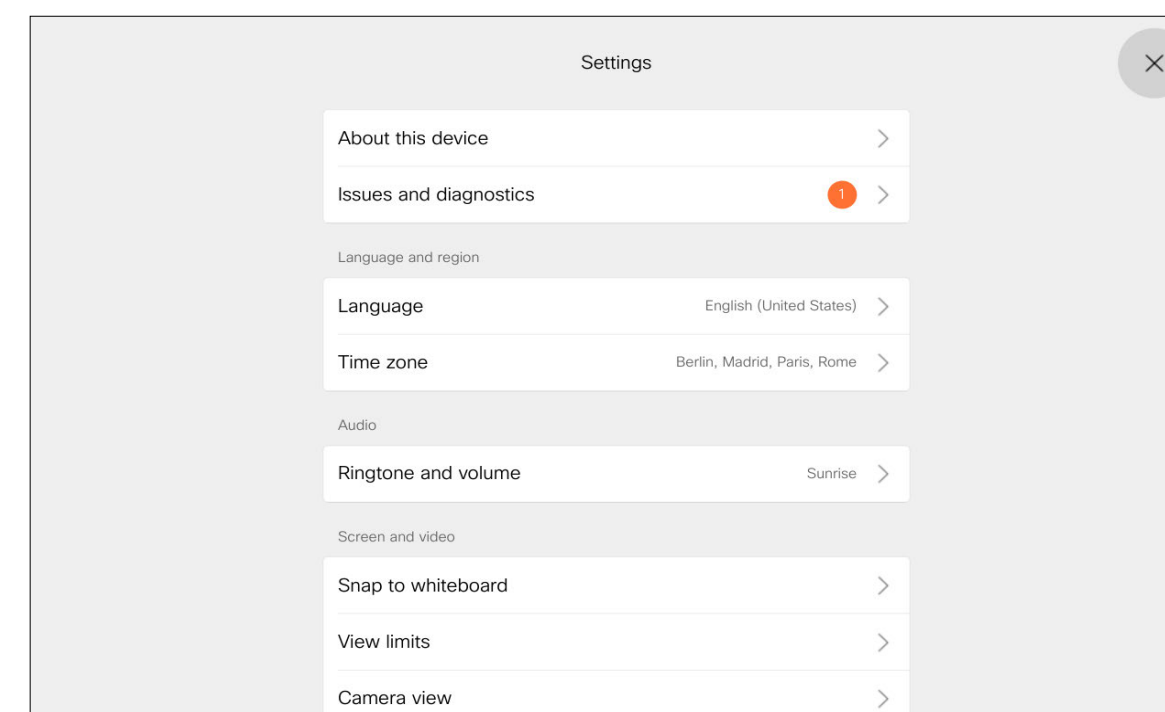 Settings
About this device
Issues and diagnostics 1
Language and region
Language English (United States)
Time zone Berlin, Madrid, Paris, Rome
Audio
Ringtone and volume Sunrise
Screen and video
Snap to whiteboard
View limits
Camera view